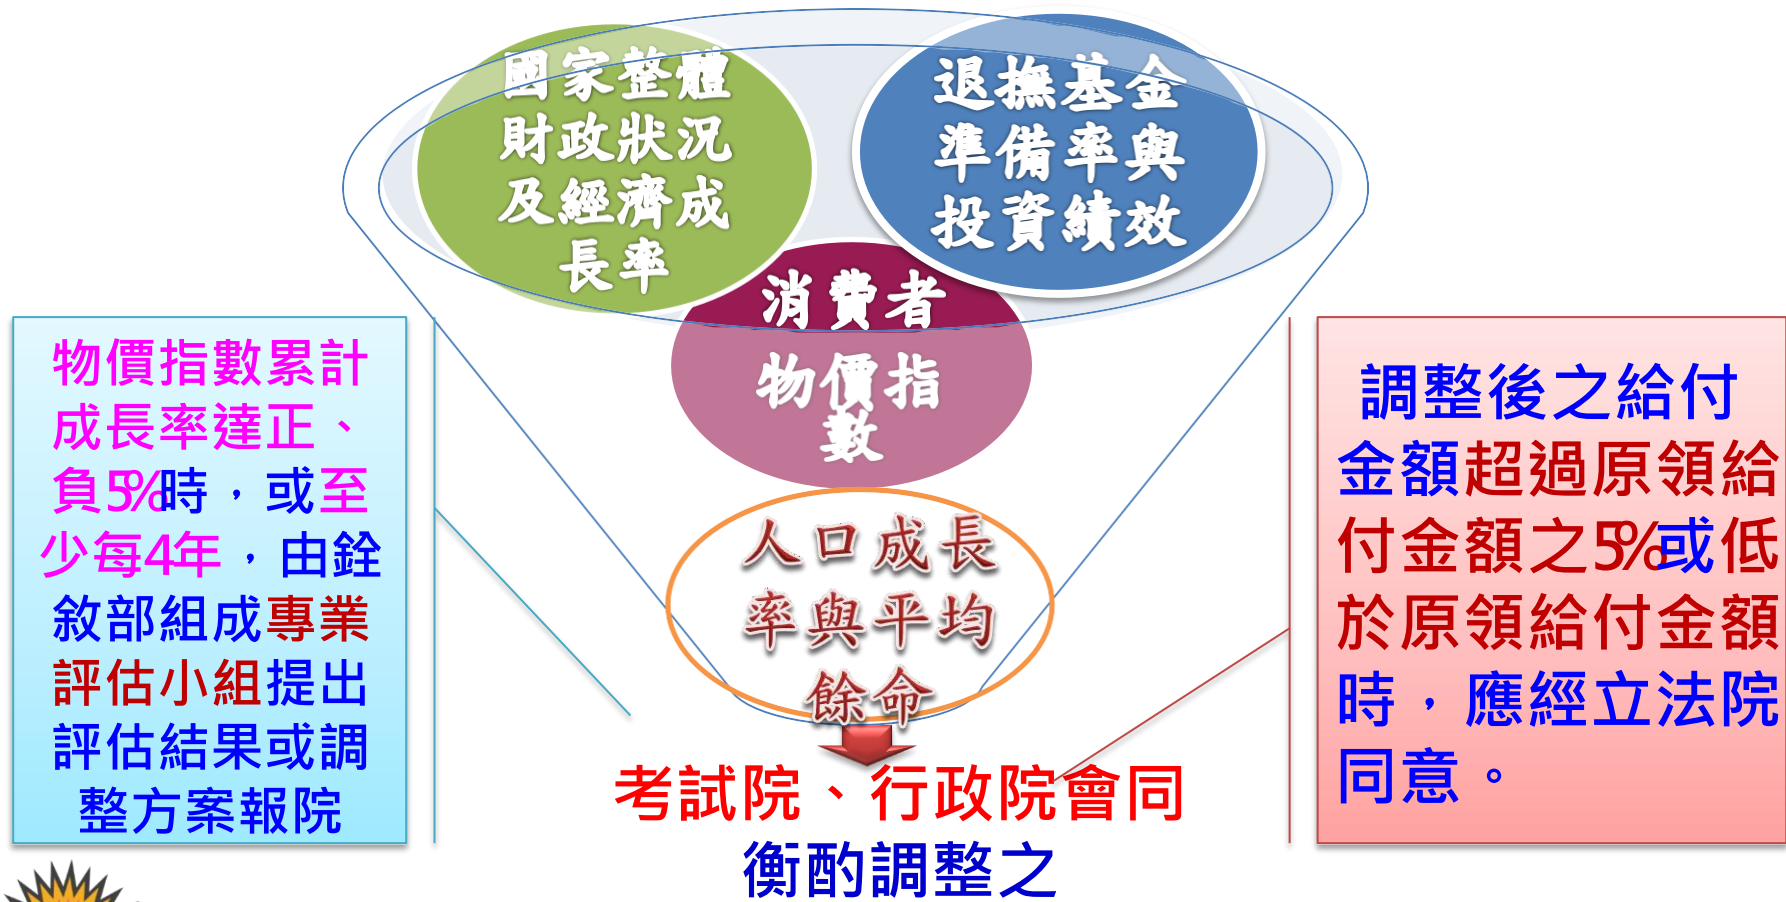 國家整體
財政狀況
及經濟成
長率
退撫基金
準備率與
投資績效
消費者
物價指
數
人口成長
率與平均
餘命
物價指數累計
成長率達正、
負5%時，或至
少每4年，由銓
敘部組成專業
評估小組提出
評估結果或調
整方案報院
調整後之給付
金額超過原領給
付金額之5%或低
於原領給付金額
時，應經立法院
同意。
考試院、行政院會同
衡酌調整之